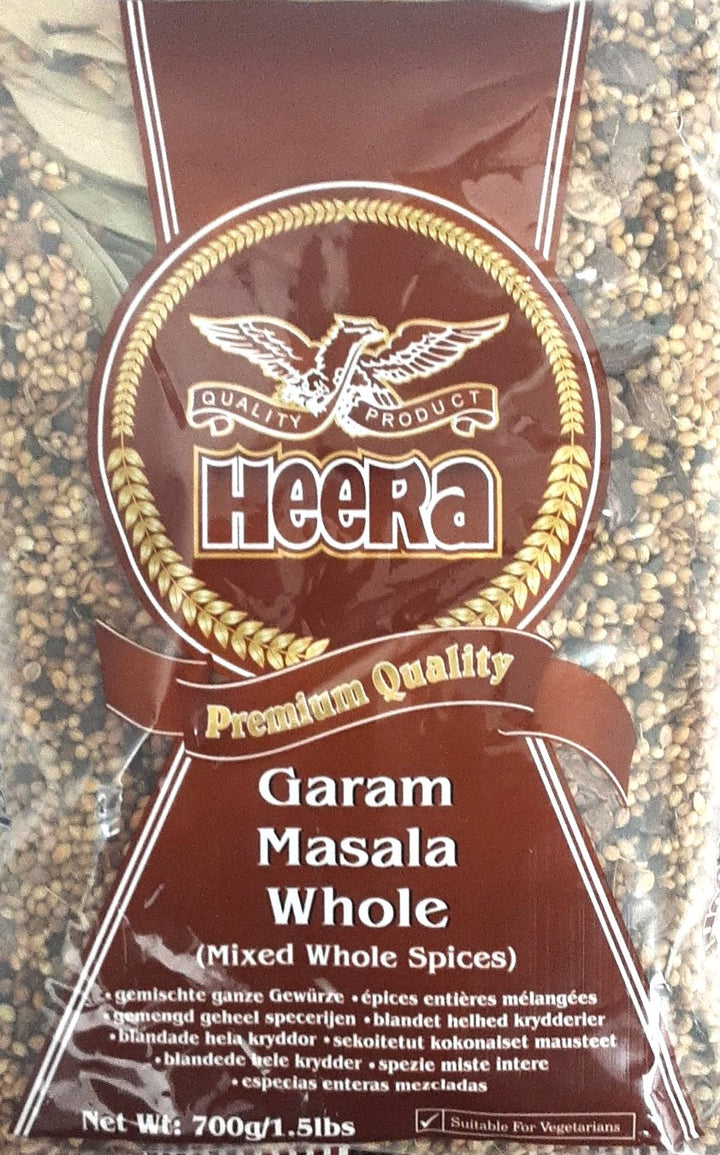 QUALITY PRODUCT
HeeRa
Premium Quality
Garam
Masala
Whole
(Mixed Whole Spices)
• gemischte ganze Gewürze • épices entières mélangées
• gemengd geheel specerijen • blandet helhed krydderier
• blandade hela kryddor • sekoitetut kokonaiset mausteet
• blandede hele krydder • spezie miste intere
• especias enteras mezcladas
Net Wt: 700g/1.5lbs
Suitable For Vegetarians